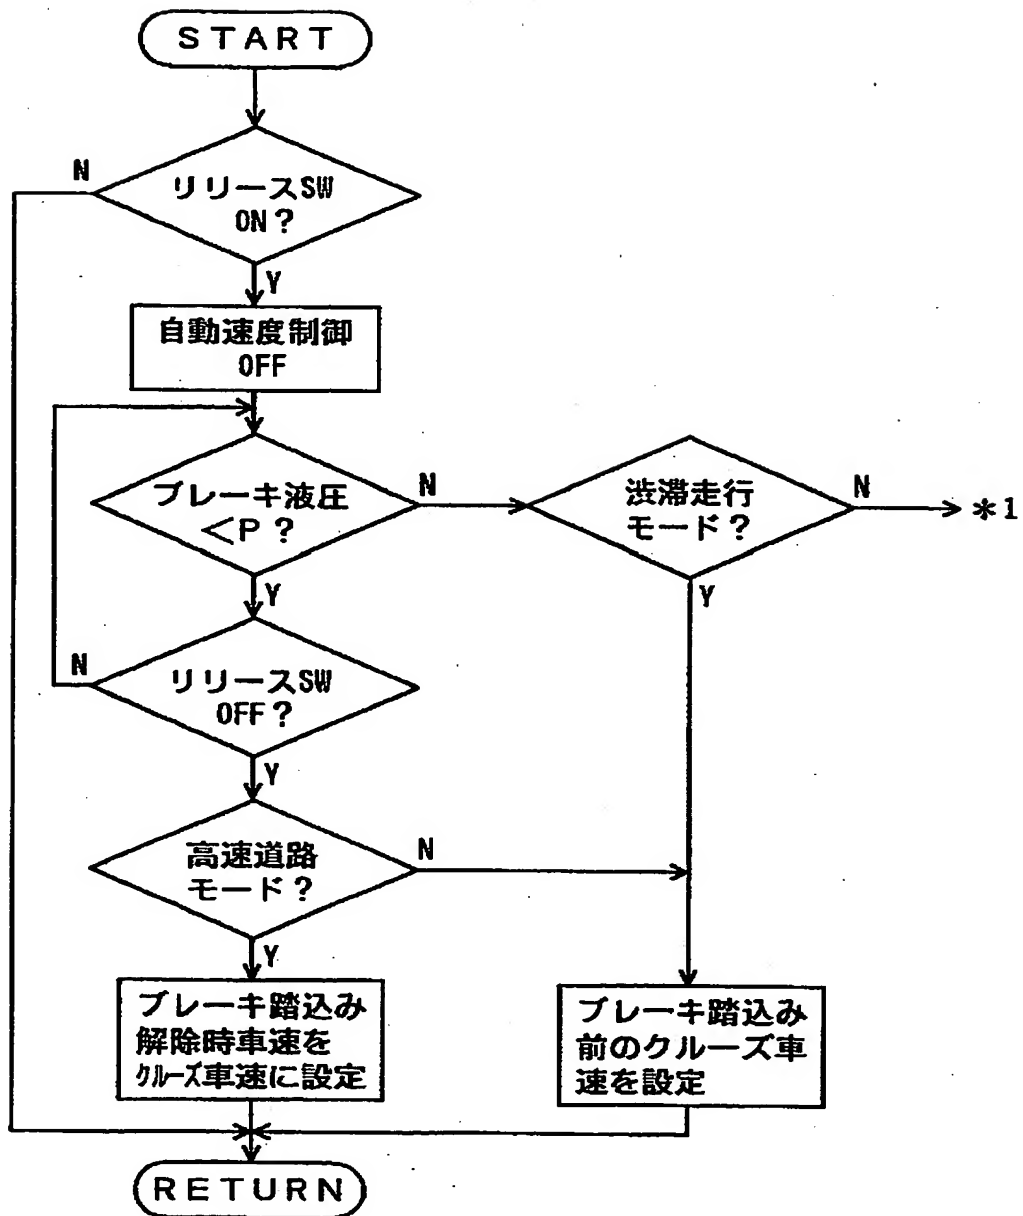 START
N
リリースSW
ON?
Y
自動速度制御
OFF
ブレーキ液圧
<P?
N
渋滞走行
モード?
N
*1
Y
Y
N
リリースSW
OFF?
Y
高速道路
モード?
N
Y
ブレーキ踏込み
解除時車速を
クルーズ車速に設定
ブレーキ踏込み
前のクルーズ車
速を設定
RETURN